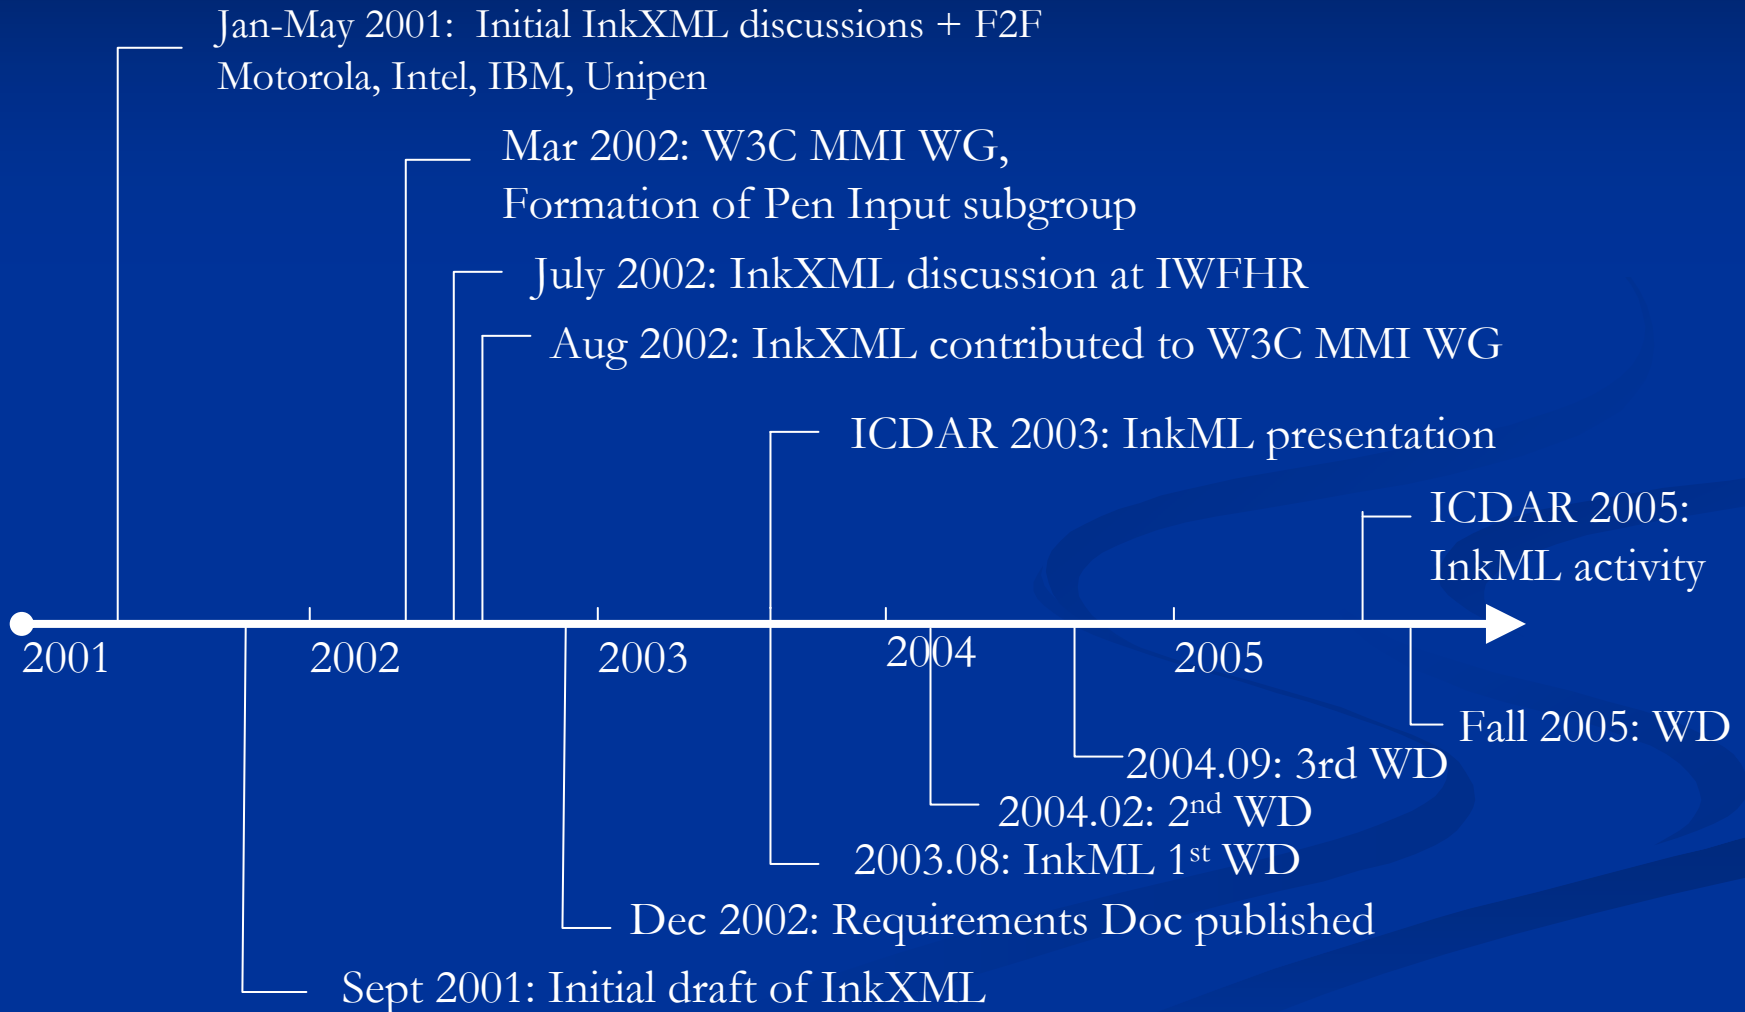 Jan-May 2001:  Initial InkXML discussions + F2F
Motorola, Intel, IBM, Unipen
Mar 2002: W3C MMI WG,
Formation of Pen Input subgroup
July 2002: InkXML discussion at IWFHR
Aug 2002: InkXML contributed to W3C MMI WG
ICDAR 2003: InkML presentation
ICDAR 2005:
InkML activity
2001
2002
2003
2004
2005
Fall 2005: WD
2004.09: 3rd WD
2004.02: 2nd WD
2003.08: InkML 1st WD
Dec 2002: Requirements Doc published
Sept 2001: Initial draft of InkXML